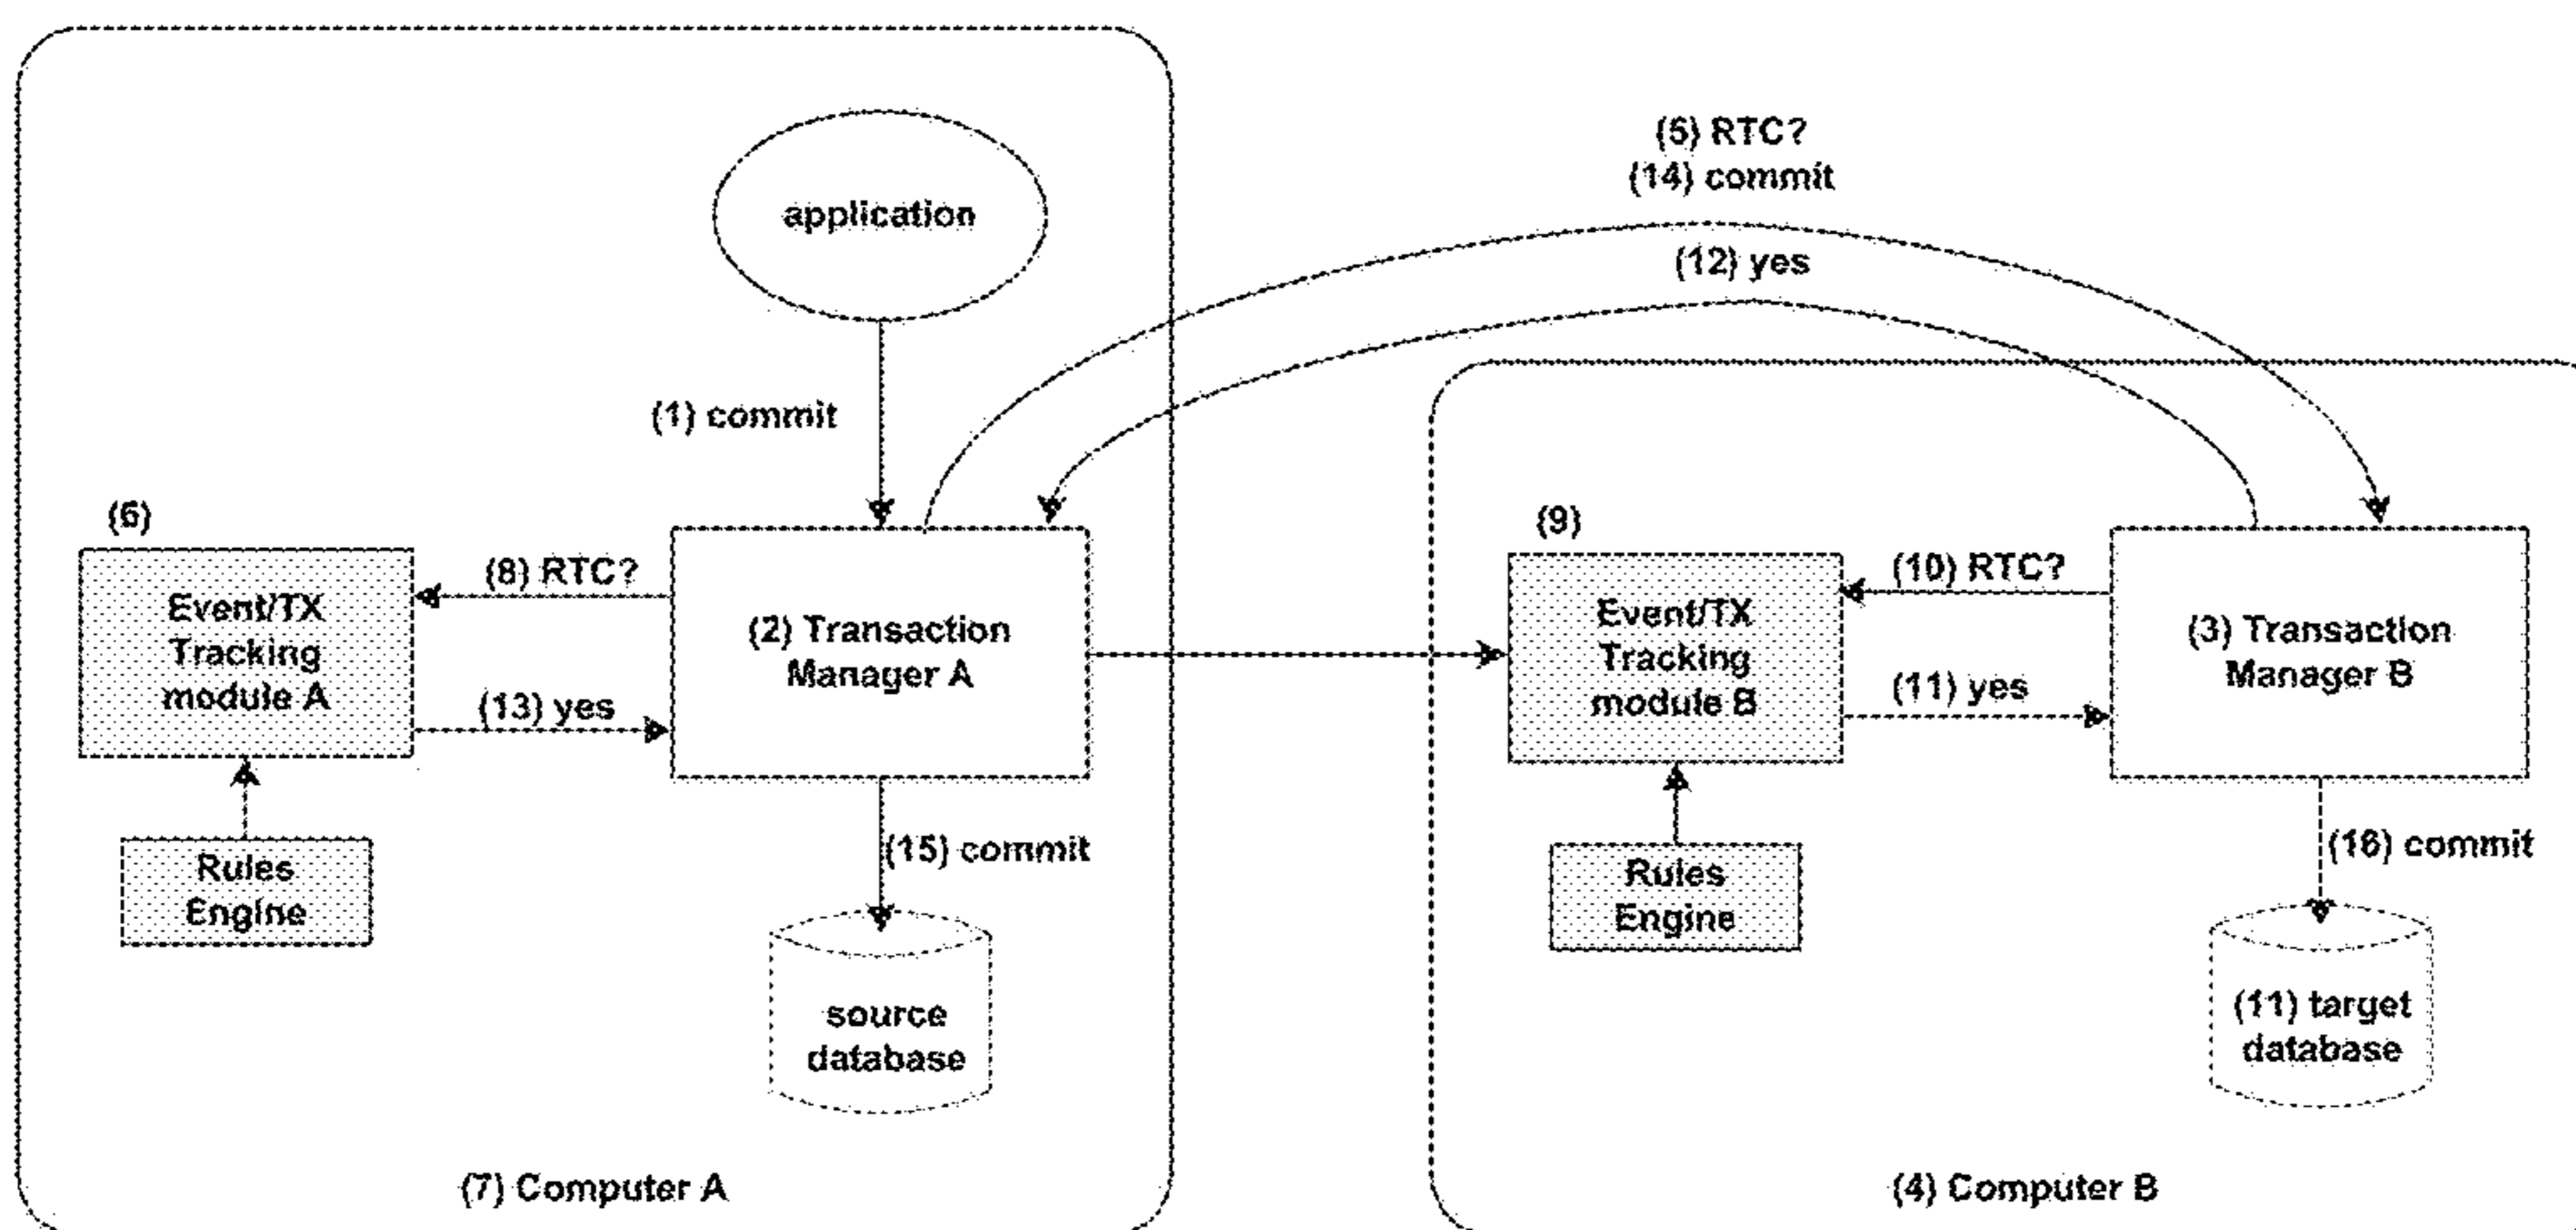 (5) RTC?
(14) commit
(12) yes
application
(1) commit
(6)
(8) RTC?
Event/TX
Tracking
module A
(13) yes
(2) Transaction
Manager A
(9)
(10) RTC?
Event/TX
Tracking
module B
(11) yes
(3) Transaction
Manager B
Rules
Engine
(15) commit
Rules
Engine
(16) commit
source
database
(11) target
database
(7) Computer A
(4) Computer B